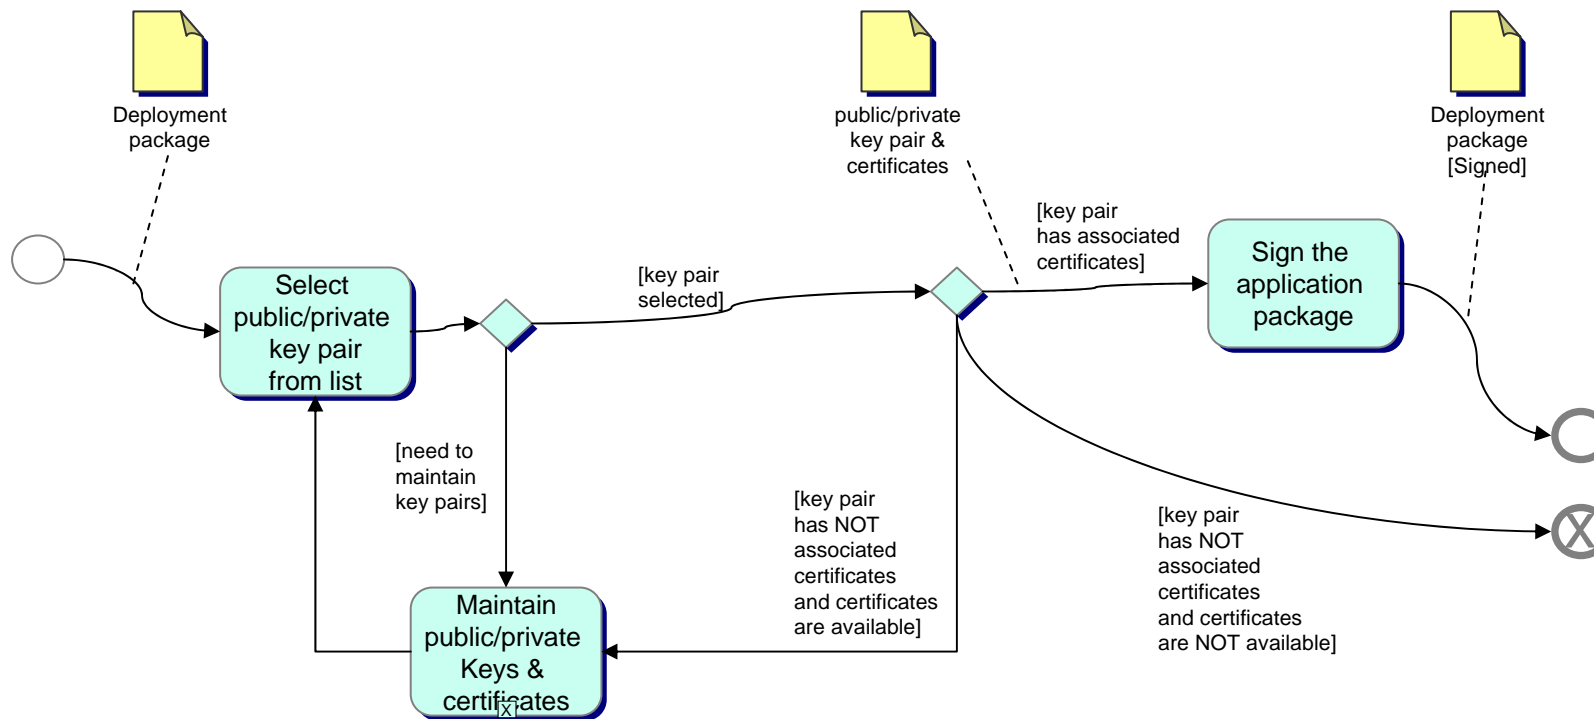 Deployment
package
public/private
key pair &
certificates
Deployment
package
[Signed]
[key pair
has associated
certificates]
Sign the
application
package
Select
public/private
key pair
from list
[key pair
selected]
[need to
maintain
key pairs]
[key pair
has NOT
associated
certificates
and certificates
are available]
[key pair
has NOT
associated
certificates
and certificates
are NOT available]
X
Maintain
public/private
Keys &
certificates
X